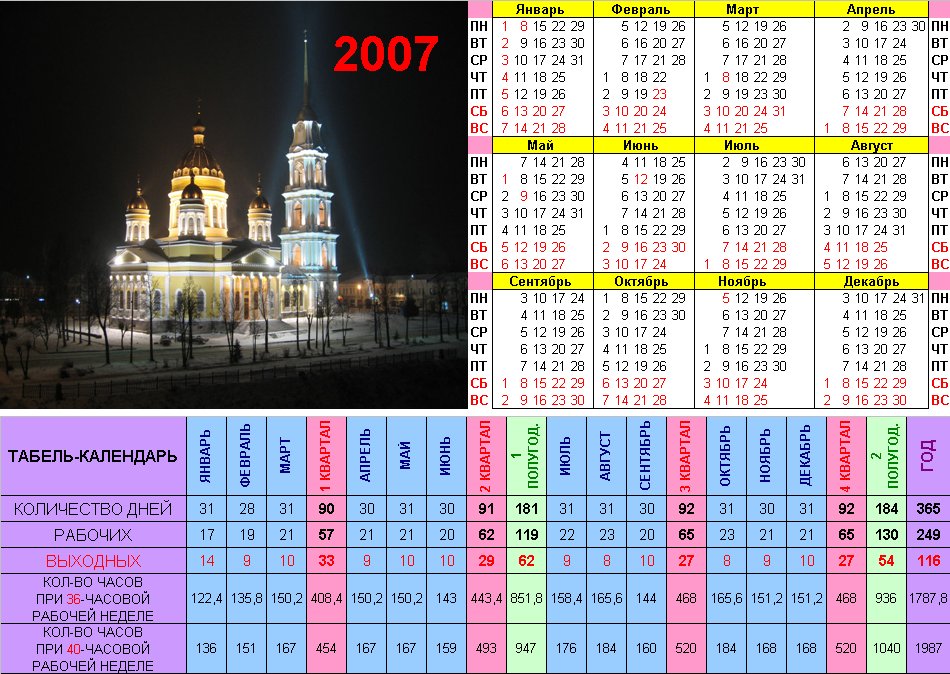 2007
Январь Февраль Март Апрель
ПН 1 8 15 22 29 5 12 19 26 5 12 19 26 2 9 16 23 30 ПН
ВТ 2 9 16 23 30 6 16 20 27 6 16 20 27 3 10 17 24 ВТ
СР 3 10 17 24 31 7 17 21 28 7 17 21 28 4 11 18 25 СР
ЧТ 4 11 18 25 1 8 18 22 1 8 18 22 29 5 12 19 26 ЧТ
ПТ 5 12 19 26 2 9 19 23 2 9 20 23 30 6 13 20 27 ПТ
СБ 6 13 20 27 3 10 20 24 3 10 20 24 31 7 14 21 28 СБ
ВС 7 14 21 28 4 11 21 25 4 11 21 25 1 8 15 22 29 ВС
Май Июнь Июль Август
ПН 7 14 21 28 4 11 18 25 2 9 16 23 30 6 13 20 27 ПН
ВТ 1 8 15 22 29 5 12 19 26 3 10 17 24 31 7 14 21 28 ВТ
СР 2 9 16 23 30 6 13 20 27 4 11 18 25 1 8 15 22 29 СР
ЧТ 3 10 17 24 31 7 14 21 28 5 12 19 26 2 9 16 23 30 ЧТ
ПТ 4 11 18 25 1 8 15 22 29 6 13 20 27 3 10 17 24 31 ПТ
СБ 5 12 19 26 2 9 16 23 30 7 14 21 28 4 11 18 25 СБ
ВС 6 13 20 27 3 10 17 24 1 8 15 22 29 5 12 19 26 ВС
Сентябрь Октябрь Ноябрь Декабрь
ПН 3 10 17 24 1 8 15 22 29 5 12 19 26 3 10 17 24 31 ПН
ВТ 4 11 18 25 2 9 16 23 30 6 13 20 27 4 11 18 25 ВТ
СР 5 12 19 26 3 10 17 24 7 14 21 28 5 12 19 26 СР
ЧТ 6 13 20 27 4 11 18 25 1 8 15 22 29 6 13 20 27 ЧТ
ПТ 7 14 21 28 5 12 19 26 2 9 16 23 30 7 14 21 28 ПТ
СБ 1 8 15 22 29 6 13 20 27 3 10 17 24 1 8 15 22 29 СБ
ВС 2 9 16 23 30 7 14 21 28 4 11 18 25 2 9 16 23 30 ВС
ТАБЕЛЬ-КАЛЕНДАРЬ ЯНВАРЬ ФЕВРАЛЬ МАРТ 1 КВАРТАЛ АПРЕЛЬ МАЙ ИЮНЬ 2 КВАРТАЛ 1 ПОЛУГОД. ИЮЛЬ АВГУСТ СЕНТЯБРЬ 3 КВАРТАЛ ОКТЯБРЬ НОЯБРЬ ДЕКАБРЬ 4 КВАРТАЛ 2 ПОЛУГОД. ГОД
КОЛИЧЕСТВО ДНЕЙ 31 28 31 90 30 31 30 91 181 31 31 30 92 31 30 31 92 184 365
РАБОЧИХ 17 19 21 57 21 21 20 62 119 22 23 20 65 23 21 21 65 130 249
ВЫХОДНЫХ 14 9 10 33 9 10 10 29 62 9 8 10 27 8 9 10 27 54 116
КОЛ-ВО ЧАСОВ
ПРИ 36-ЧАСОВОЙ
РАБОЧЕЙ НЕДЕЛЕ
122,4 135,8 150,2 408,4 150,2 150,2 143 443,4 851,8 158,4 165,6 144 468 165,6 151,2 151,2 468 936 1787,8
КОЛ-ВО ЧАСОВ
ПРИ 40-ЧАСОВОЙ
РАБОЧЕЙ НЕДЕЛЕ
136 151 167 454 167 167 159 493 947 176 184 160 520 184 168 168 520 1040 1987